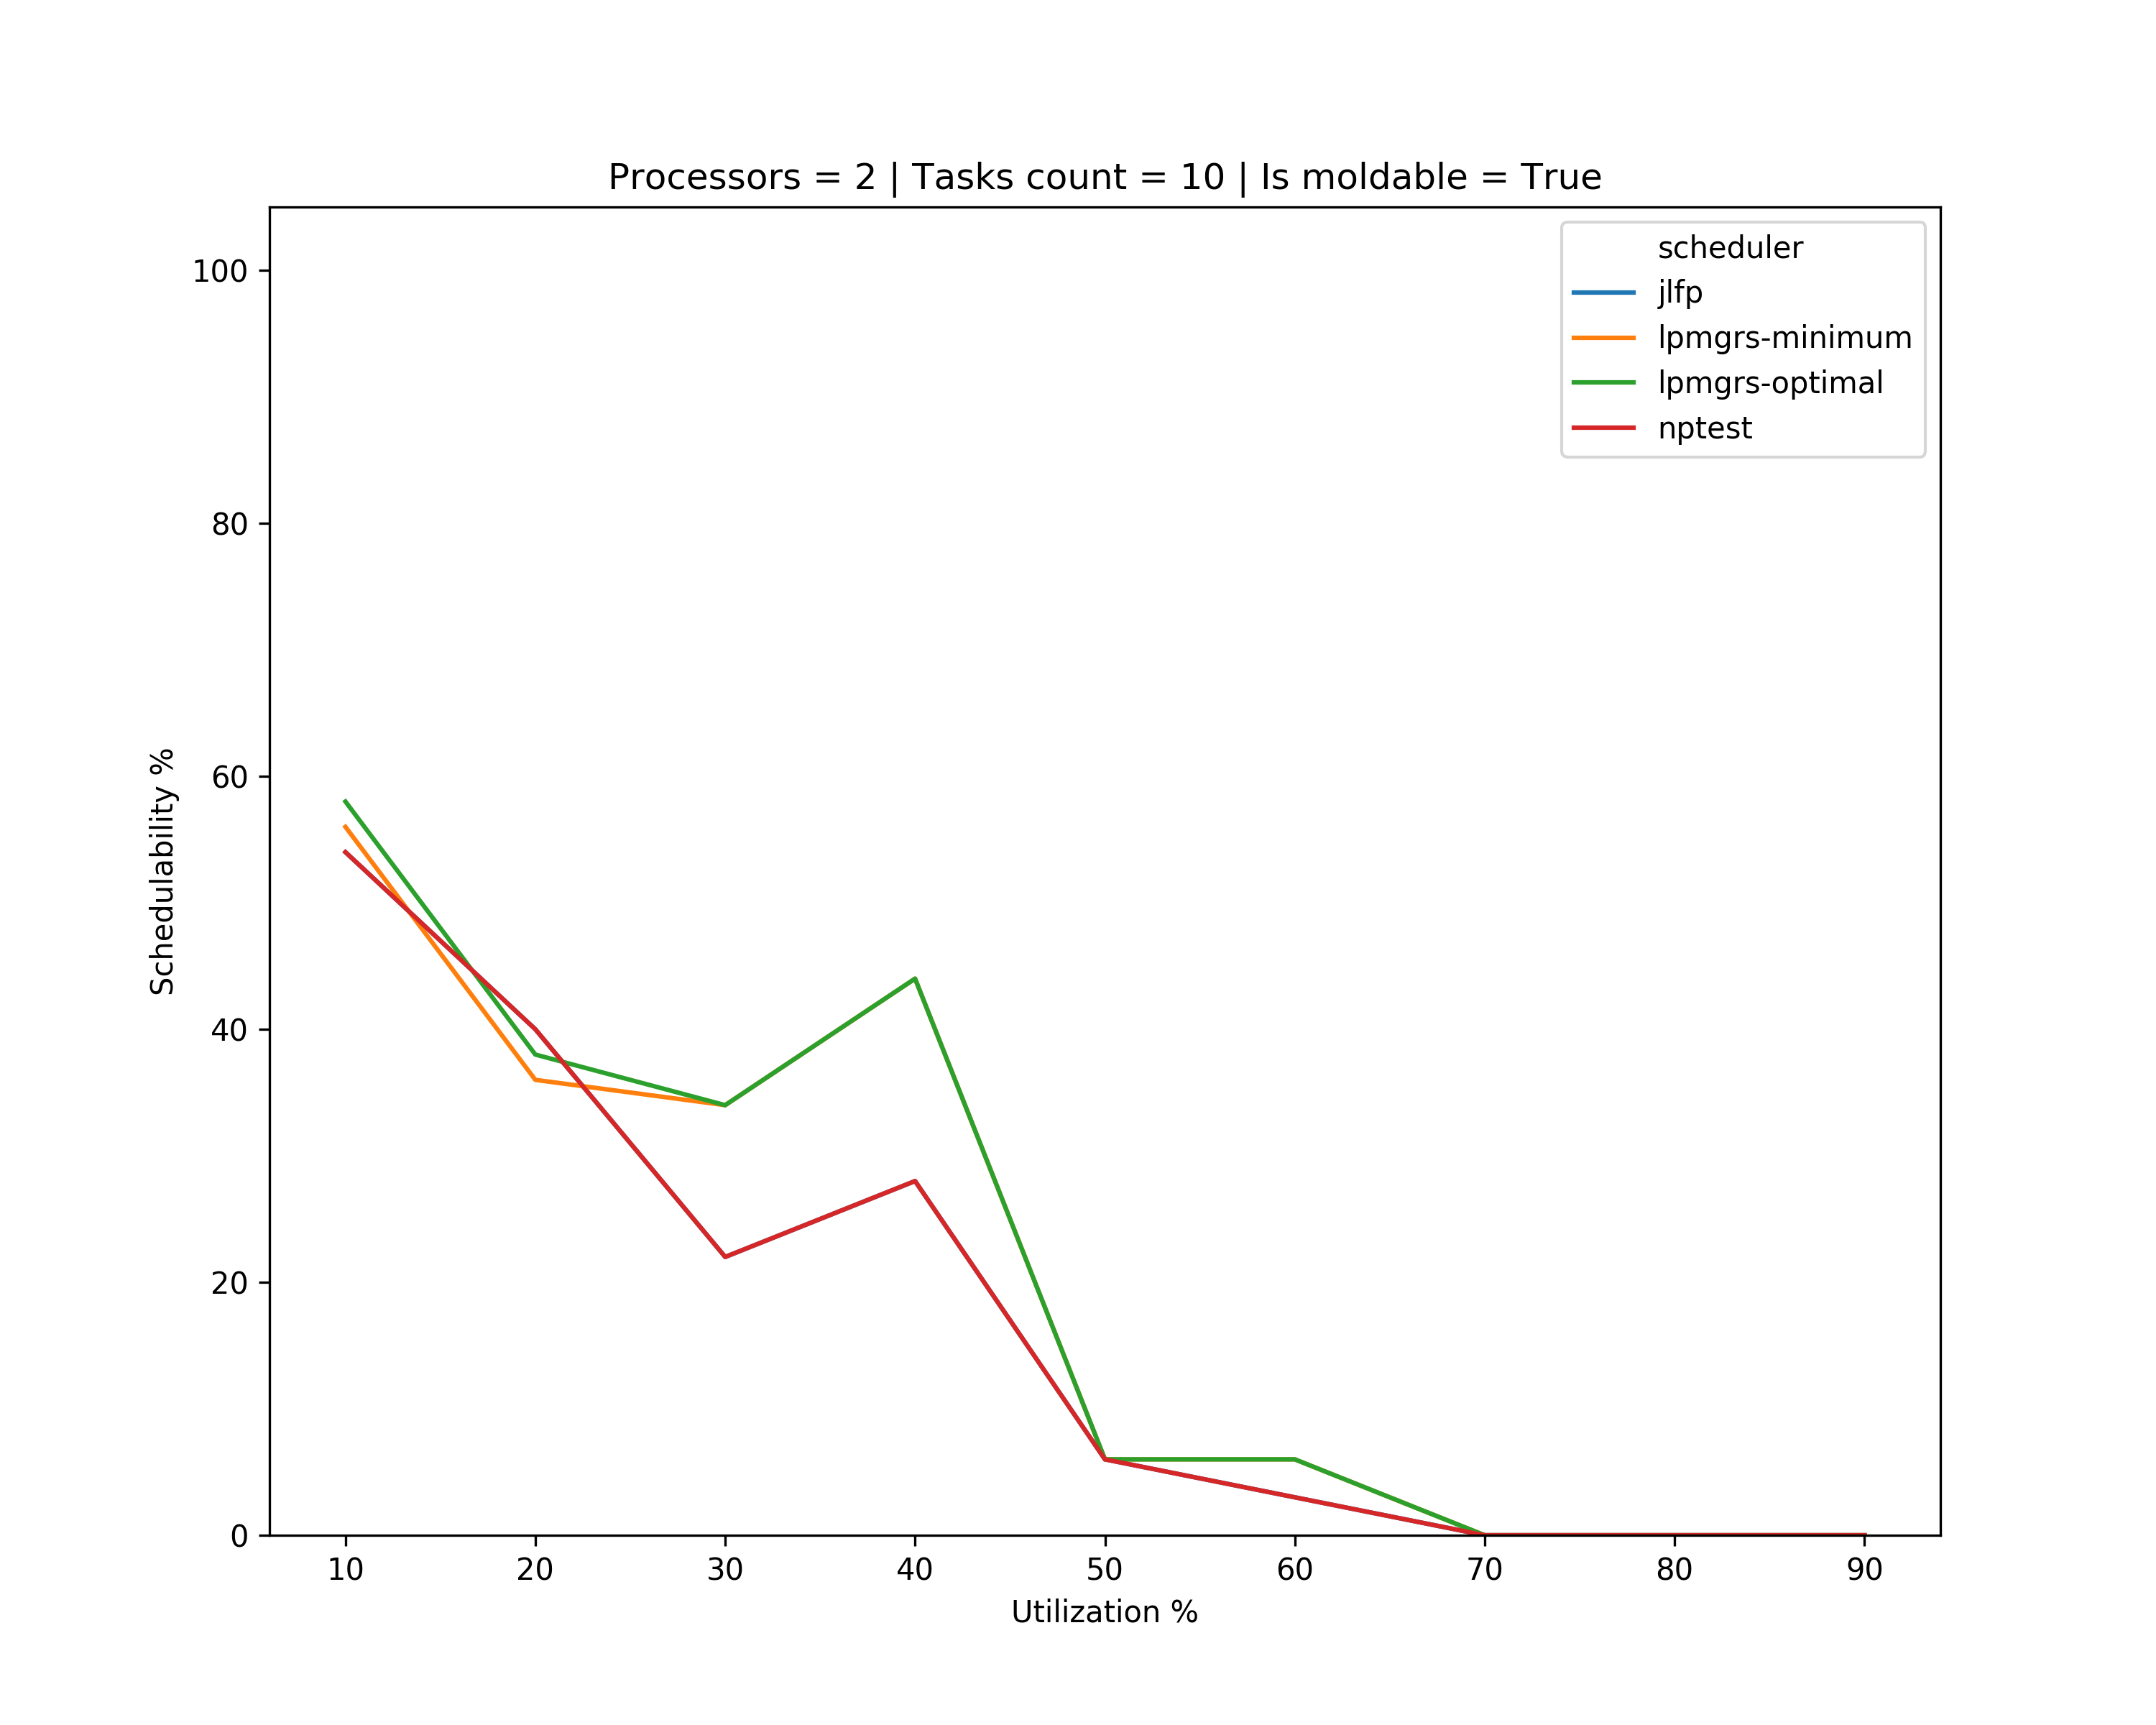 Processors = 2 | Tasks count = 10 | Is moldable = True
scheduler
jlfp
lpmgrs-minimum
lpmgrs-optimal
nptest
100
80
60
40
20
0
Schedulability %
10 20 30 40 50 60 70 80 90
Utilization %